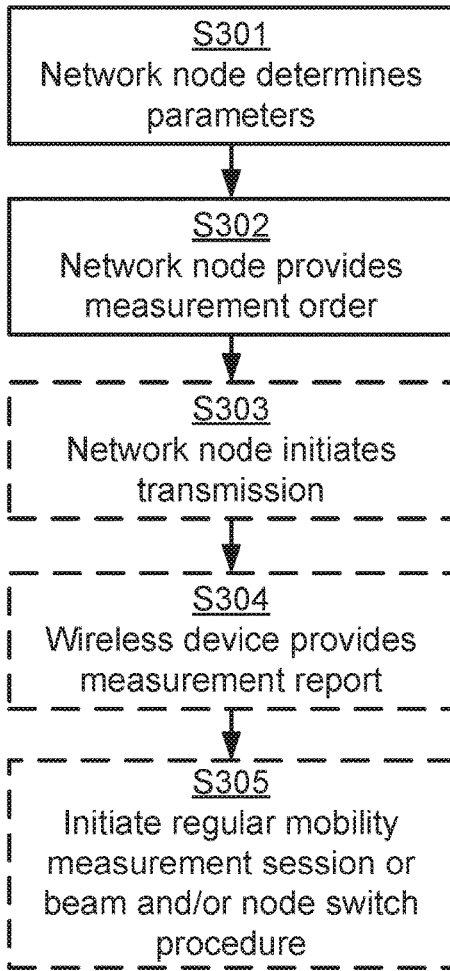 S301
Network node determines
parameters
S302
Network node provides
measurement order
S303
Network node initiates
transmission
S304
Wireless device provides
measurement report
S305
Initiate regular mobility
measurement session or
beam and/or node switch
procedure